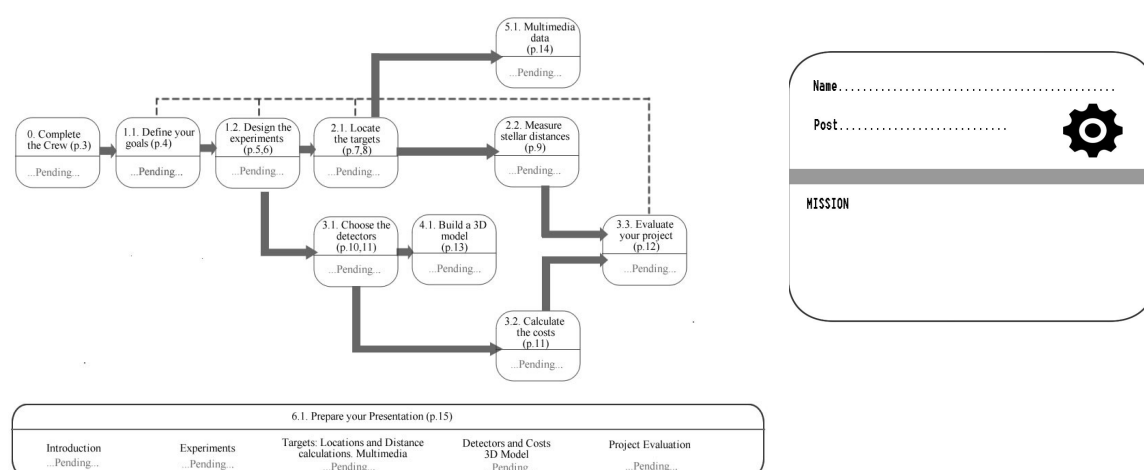 5.1. Multimedia
data
(p.14)
...Pending...
0. Complete
the Crew (p.3)
...Pending...
1.1. Define your
goals (p.4)
...Pending...
1.2. Design the
experiments
(p.5,6)
...Pending...
2.1. Locate
the targets
(p.7,8)
...Pending...
2.2. Measure
stellar distances
(p.9)
...Pending...
3.1. Choose the
detectors
(p.10,11)
...Pending...
4.1. Build a 3D
model
(p.13)
...Pending...
3.3. Evaluate
your project
(p.12)
...Pending...
3.2. Calculate
the costs
(p.11)
...Pending...
6.1. Prepare your Presentation (p.15)
Introduction
...Pending...
Experiments
...Pending...
Targets: Locations and Distance
calculations. Multimedia
...Pending...
Detectors and Costs
3D Model
...Pending...
Project Evaluation
...Pending...
Name..............................................
Post............................
MISSION